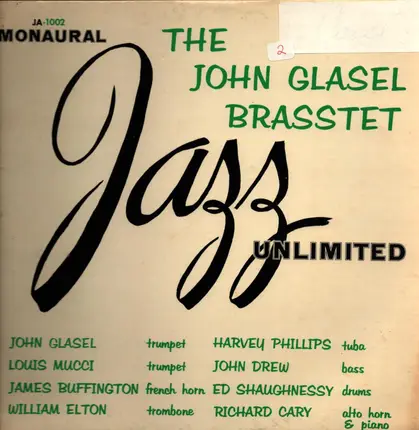 JA-1002
MONAURAL
THE
JOHN GLASEL
BRASSTET
2
Jazz
UNLIMITED
JOHN GLASEL trumpet HARVEY PHILLIPS tuba
LOUIS MUCCI trumpet JOHN DREW bass
JAMES BUFFINGTON french horn ED SHAUGHNESSY drums
WILLIAM ELTON trombone RICHARD CARY alto horn
& piano